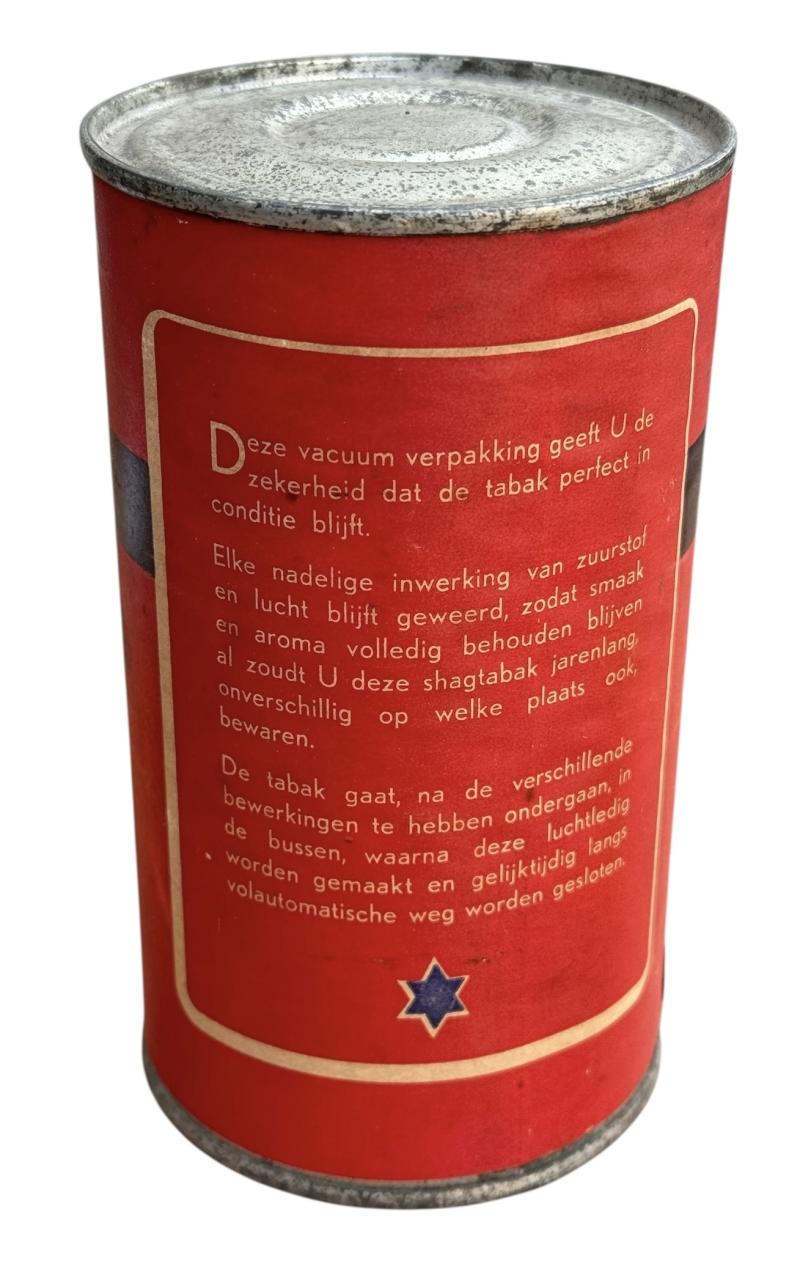 Deze vacuum verpakking geeft U de
zekerheid dat de tabak perfect in
conditie blijft.
Elke nadelige inwerking van zuurstof
en lucht blijft geweerd, zodat smaak
en aroma volledig behouden blijven
al zoudt U deze shagtabak jarenlang,
onverschillig op welke plaats ook,
bewaren.
De tabak gaat, na de verschillende
bewerkingen te hebben ondergaan, in
de bussen, waarna deze luchtledig
worden gemaakt en gelijktijdig langs
volautomatische weg worden gesloten.